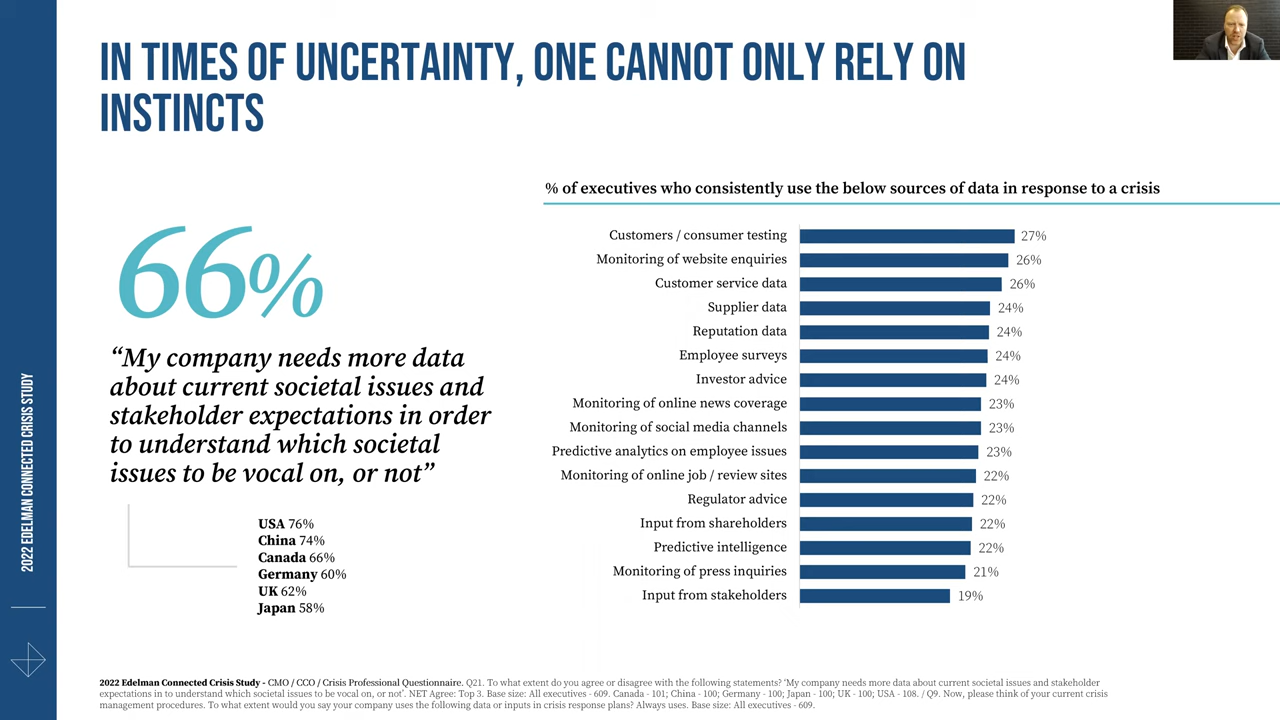 IN TIMES OF UNCERTAINTY, ONE CANNOT ONLY RELY ON
INSTINCTS
66%
“My company needs more data
about current societal issues and
stakeholder expectations in order
to understand which societal
issues to be vocal on, or not”
USA 76%
China 74%
Canada 66%
Germany 60%
UK 62%
Japan 58%
% of executives who consistently use the below sources of data in response to a crisis
Customers / consumer testing 27%
Monitoring of website enquiries 26%
Customer service data 26%
Supplier data 24%
Reputation data 24%
Employee surveys 24%
Investor advice 24%
Monitoring of online news coverage 23%
Monitoring of social media channels 23%
Predictive analytics on employee issues 23%
Monitoring of online job / review sites 22%
Regulator advice 22%
Input from shareholders 22%
Predictive intelligence 22%
Monitoring of press inquiries 21%
Input from stakeholders 19%
2022 EDELMAN CONNECTED CRISIS STUDY
2022 Edelman Connected Crisis Study - CMO / CCO / Crisis Professional Questionnaire. Q21. To what extent do you agree or disagree with the following statements? ‘My company needs more data about current societal issues and stakeholder
expectations in to understand which societal issues to be vocal on, or not’. NET Agree: Top 3. Base size: All executives - 609. Canada - 101; China - 100; Germany - 100; Japan - 100; UK - 100; USA - 108. / Q9. Now, please think of your current crisis
management procedures. To what extent would you say your company uses the following data or inputs in crisis response plans? Always uses. Base size: All executives - 609.